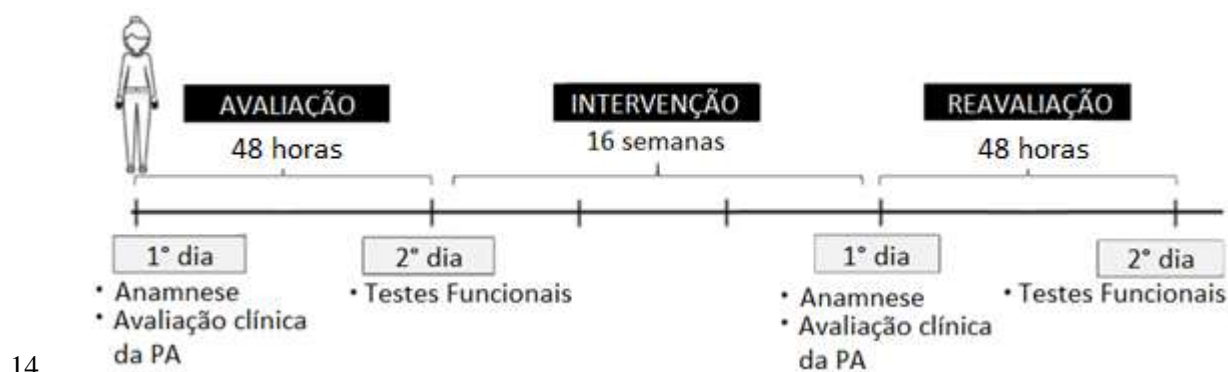 AVALIAÇÃO
48 horas
INTERVENÇÃO
16 semanas
REAVALIAÇÃO
48 horas
1° dia
• Anamnese
• Avaliação clínica
da PA
2° dia
• Testes Funcionais
1° dia
• Anamnese
• Avaliação clínica
da PA
2° dia
• Testes Funcionais
14